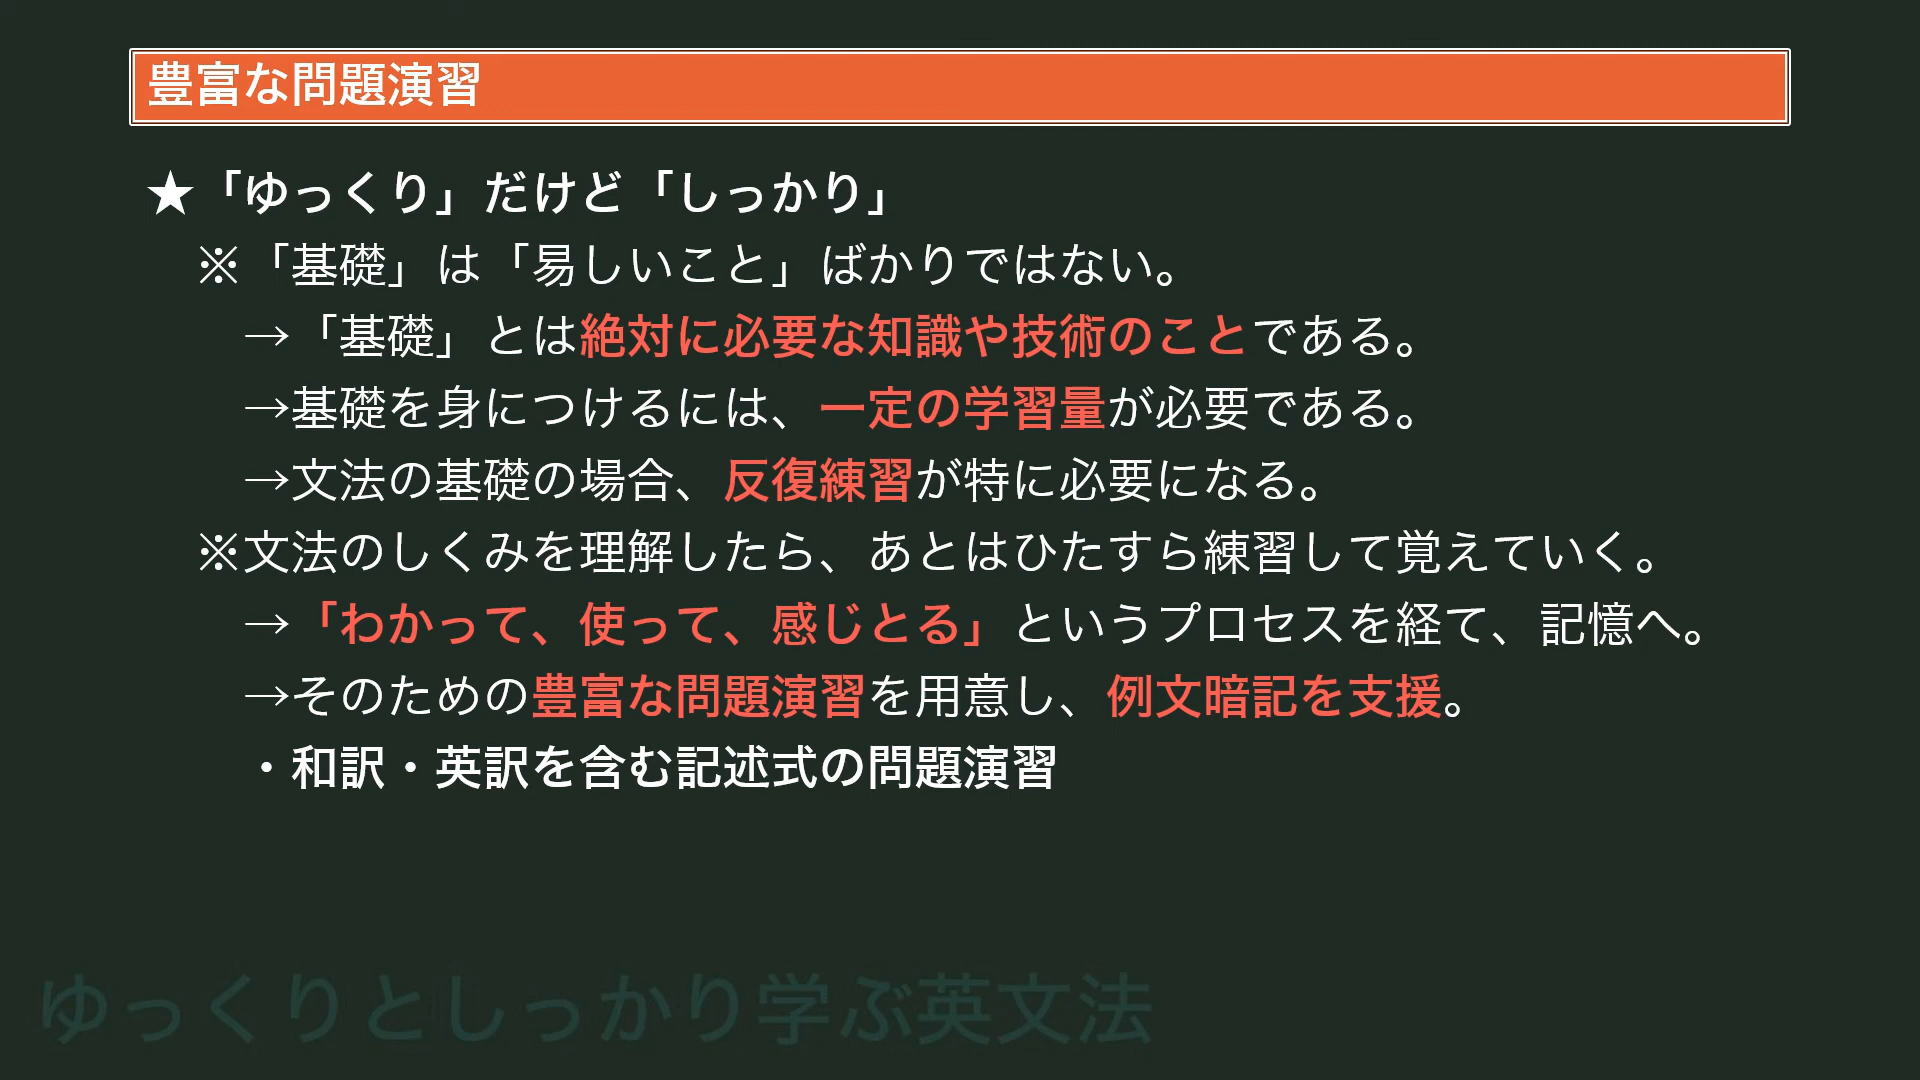 豊富な問題演習
★「ゆっくり」だけど「しっかり」
※「基礎」は「易しいこと」ばかりではない。
→「基礎」とは絶対に必要な知識や技術のことである。
→基礎を身につけるには、一定の学習量が必要である。
→文法の基礎の場合、反復練習が特に必要になる。
※文法のしくみを理解したら、あとはひたすら練習して覚えていく。
→「わかって、使って、感じとる」というプロセスを経て、記憶へ。
→そのための豊富な問題演習を用意し、例文暗記を支援。
・和訳・英訳を含む記述式の問題演習
ゆっくりとしっかり学ぶ英文法